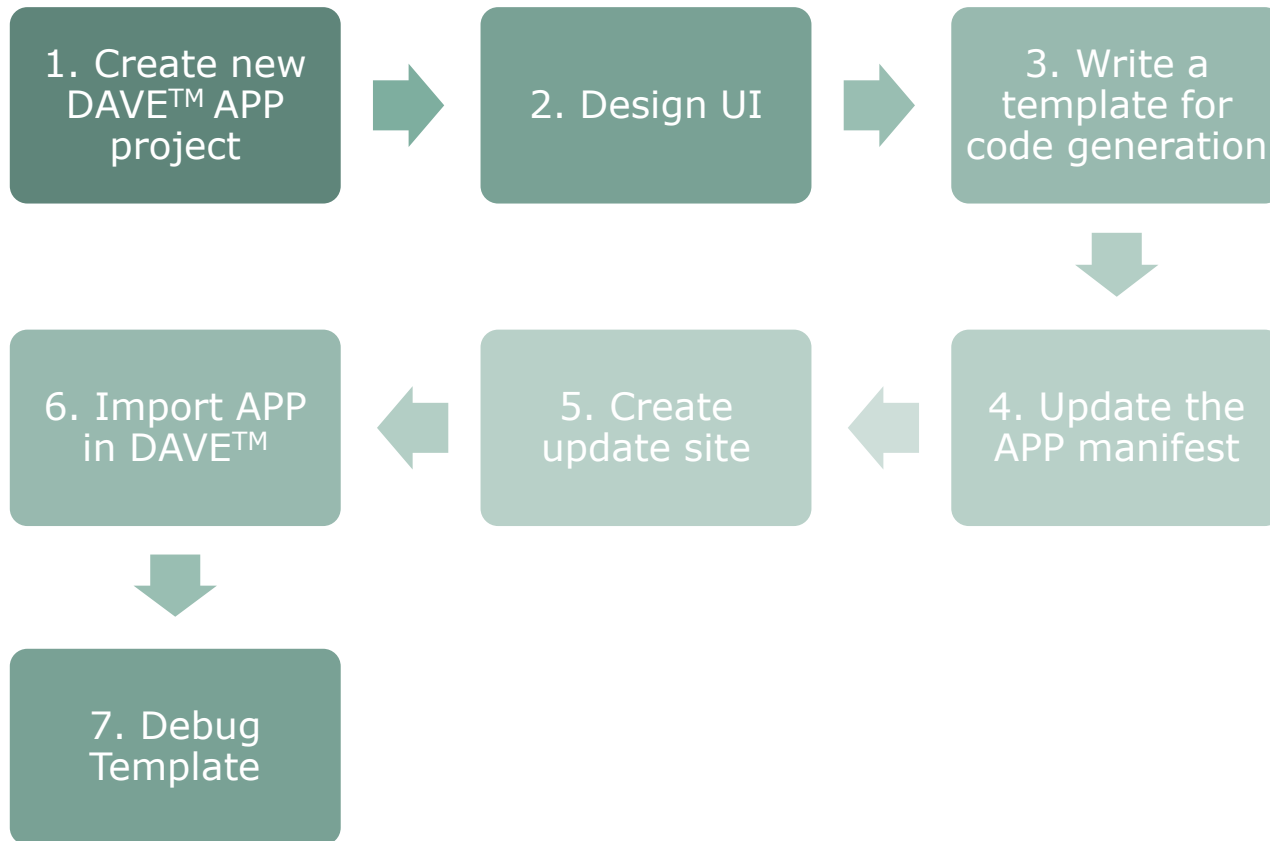 1. Create new
DAVE™ APP
project
2. Design UI
3. Write a
template for
code generation
4. Update the
APP manifest
5. Create
update site
6. Import APP
in DAVE™
7. Debug
Template